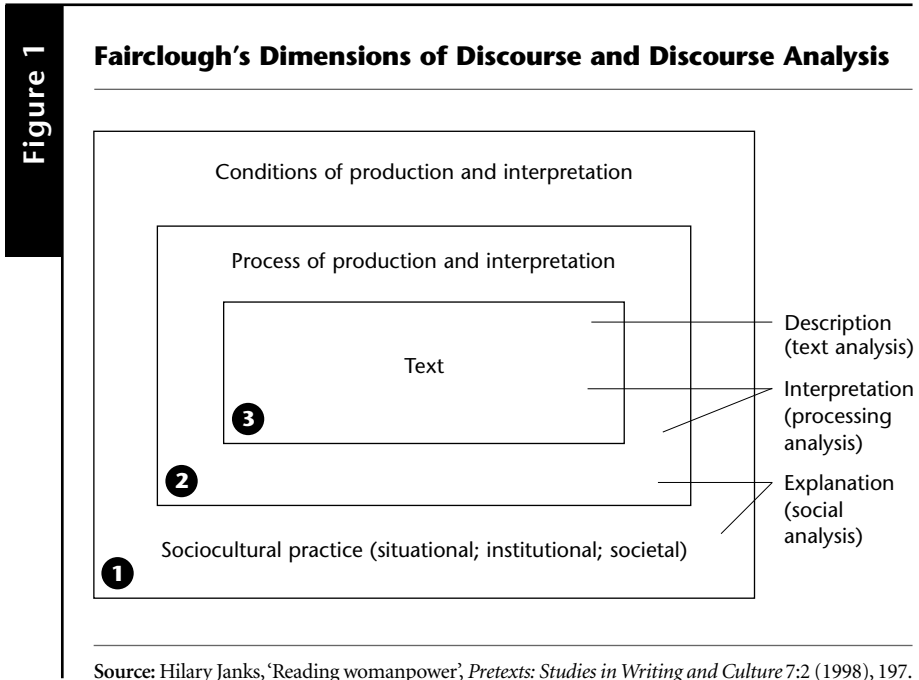 Figure 1
Fairclough's Dimensions of Discourse and Discourse Analysis
Conditions of production and interpretation
Process of production and interpretation
Text
3
2
Sociocultural practice (situational; institutional; societal)
1
Description
(text analysis)
Interpretation
(processing
analysis)
Explanation
(social
analysis)
Source: Hilary Janks, 'Reading womanpower', Pretexts: Studies in Writing and Culture 7:2 (1998), 197.